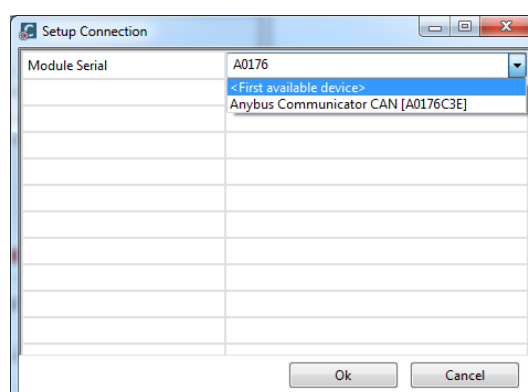 Setup Connection
Module Serial
A0176
<First available device>
Anybus Communicator CAN [A0176C3E]
Ok
Cancel